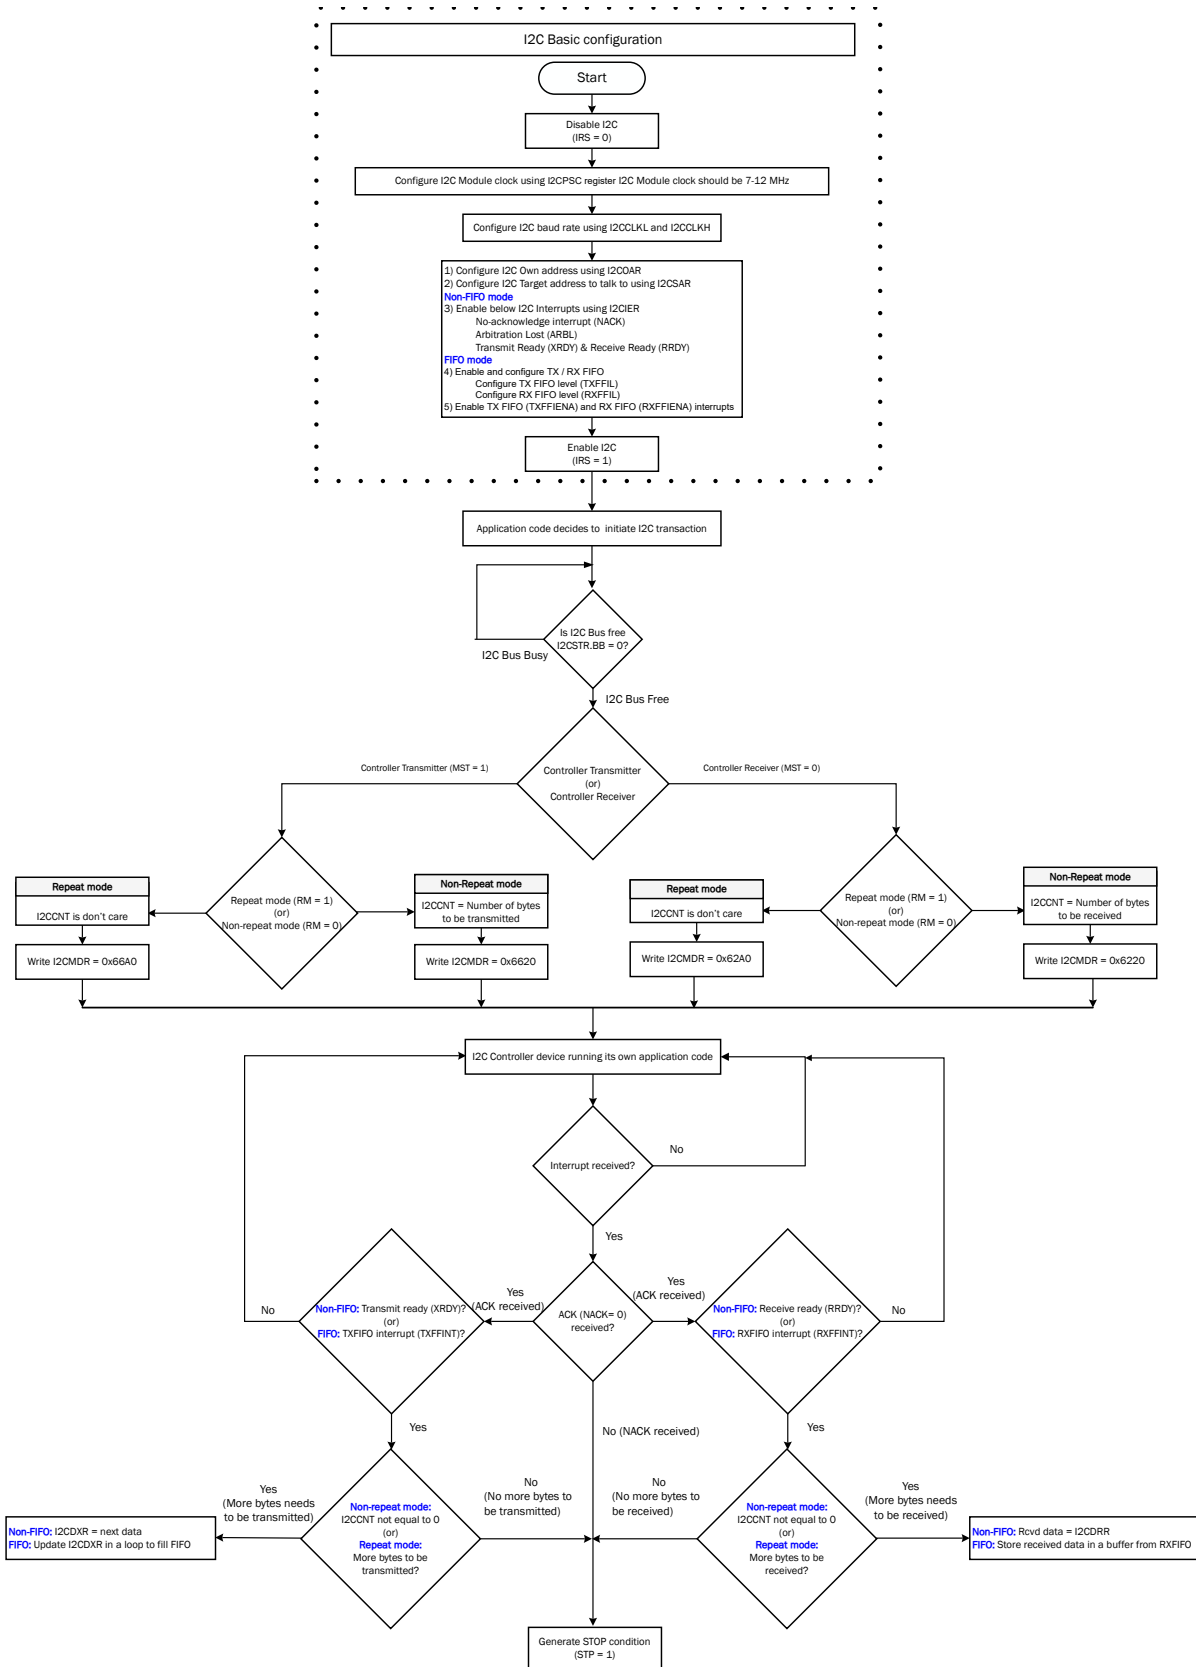 I2C Basic configuration
Start
Disable I2C
(IRS = 0)
Configure I2C Module clock using I2CPSC register I2C Module clock should be 7-12 MHz
Configure I2C baud rate using I2CCLKL and I2CCLKH
1) Configure I2C Own address using I2COAR
2) Configure I2C Target address to talk to using I2CSAR
Non-FIFO mode
3) Enable below I2C Interrupts using I2CIER
No-acknowledge interrupt (NACK)
Arbitration Lost (ARBL)
Transmit Ready (XRDY) & Receive Ready (RRDY)
FIFO mode
4) Enable and configure TX / RX FIFO
Configure TX FIFO level (TXFFIL)
Configure RX FIFO level (RXFFIL)
5) Enable TX FIFO (TXFFIENA) and RX FIFO (RXFFIENA) interrupts
Enable I2C
(IRS = 1)
Application code decides to initiate I2C transaction
Is I2C Bus free
I2CSTR.BB = 0?
I2C Bus Busy
I2C Bus Free
Controller Transmitter (MST = 1)
Controller Transmitter
(or)
Controller Receiver
Controller Receiver (MST = 0)
Repeat mode
I2CCNT is don't care
Write I2CMDR = 0x66A0
Repeat mode (RM = 1)
(or)
Non-repeat mode (RM = 0)
Non-Repeat mode
I2CCNT = Number of bytes
to be transmitted
Write I2CMDR = 0x6620
Repeat mode
I2CCNT is don't care
Write I2CMDR = 0x62A0
Repeat mode (RM = 1)
(or)
Non-repeat mode (RM = 0)
Non-Repeat mode
I2CCNT = Number of bytes
to be received
Write I2CMDR = 0x6220
I2C Controller device running its own application code
Interrupt received?
No
Yes
No
Non-FIFO: Transmit ready (XRDY)?
(or)
FIFO: TXFIFO interrupt (TXFFINT)?
Yes
(ACK received)
ACK (NACK= 0)
received?
Yes
(ACK received)
Non-FIFO: Receive ready (RRDY)?
(or)
FIFO: RXFIFO interrupt (RXFFINT)?
No
Yes
No (NACK received)
Yes
Yes
(More bytes needs
to be transmitted)
Non-FIFO: I2CDXR = next data
FIFO: Update I2CDXR in a loop to fill FIFO
Non-repeat mode:
I2CCNT not equal to 0
(or)
Repeat mode:
More bytes to be
transmitted?
No
(No more bytes to
be transmitted)
No
(No more bytes to
be received)
Non-repeat mode:
I2CCNT not equal to 0
(or)
Repeat mode:
More bytes to be
received?
Yes
(More bytes needs
to be received)
Non-FIFO: Rcvd data = I2CDRR
FIFO: Store received data in a buffer from RXFIFO
Generate STOP condition
(STP = 1)